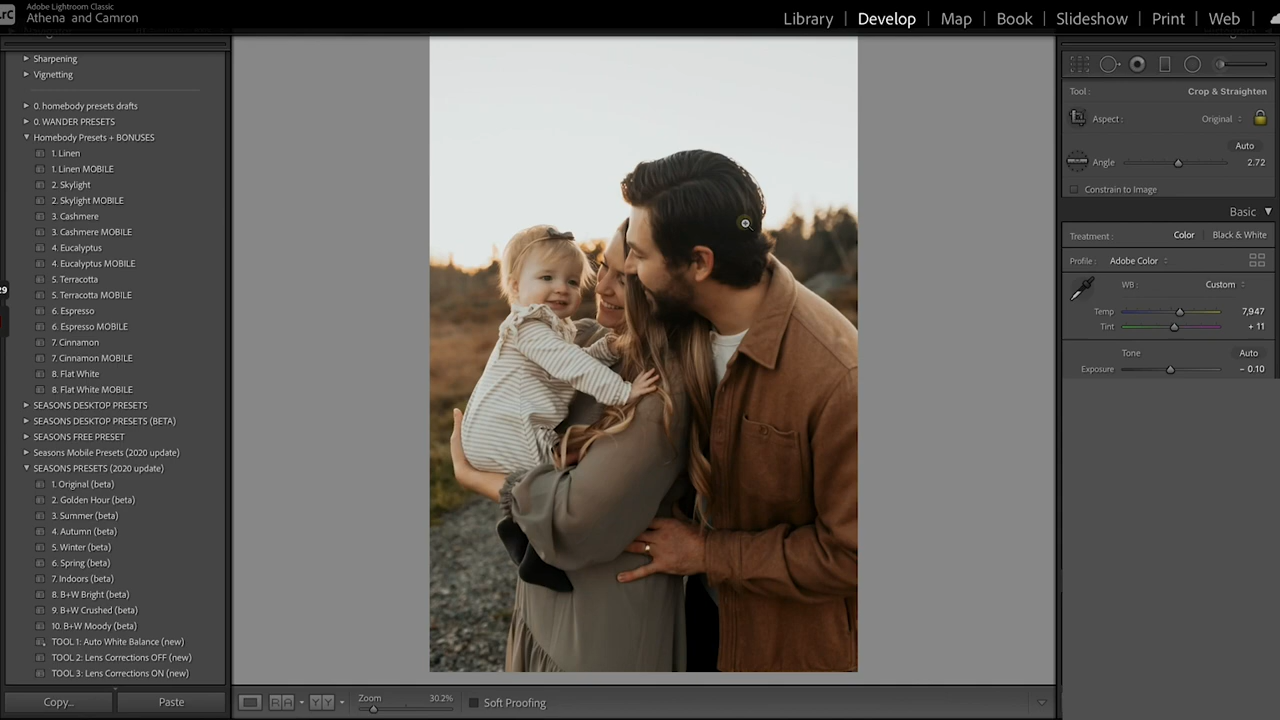 Adobe Lightroom Classic
Athena and Camron
Library | Develop | Map | Book | Slideshow | Print | Web
Sharpening
Vignetting
0. homebody presets drafts
0. WANDER PRESETS
Homebody Presets + BONUSES
1. Linen
1. Linen MOBILE
2. Skylight
2. Skylight MOBILE
3. Cashmere
3. Cashmere MOBILE
4. Eucalyptus
4. Eucalyptus MOBILE
5. Terracotta
5. Terracotta MOBILE
6. Espresso
6. Espresso MOBILE
7. Cinnamon
7. Cinnamon MOBILE
8. Flat White
8. Flat White MOBILE
SEASONS DESKTOP PRESETS
SEASONS DESKTOP PRESETS (BETA)
SEASONS FREE PRESET
Seasons Mobile Presets (2020 update)
SEASONS PRESETS (2020 update)
1. Original (beta)
2. Golden Hour (beta)
3. Summer (beta)
4. Autumn (beta)
5. Winter (beta)
6. Spring (beta)
7. Indoors (beta)
8. B+W Bright (beta)
9. B+W Crushed (beta)
10. B+W Moody (beta)
TOOL 1: Auto White Balance (new)
TOOL 2: Lens Corrections OFF (new)
TOOL 3: Lens Corrections ON (new)
Copy... Paste
Zoom 30.2%
Soft Proofing
Tool : Crop & Straighten
Aspect : Original
Auto
Angle 2.72
Constrain to Image
Basic
Treatment : Color Black & White
Profile : Adobe Color
WB : Custom
Temp 7,947
Tint + 11
Tone Auto
Exposure – 0.10